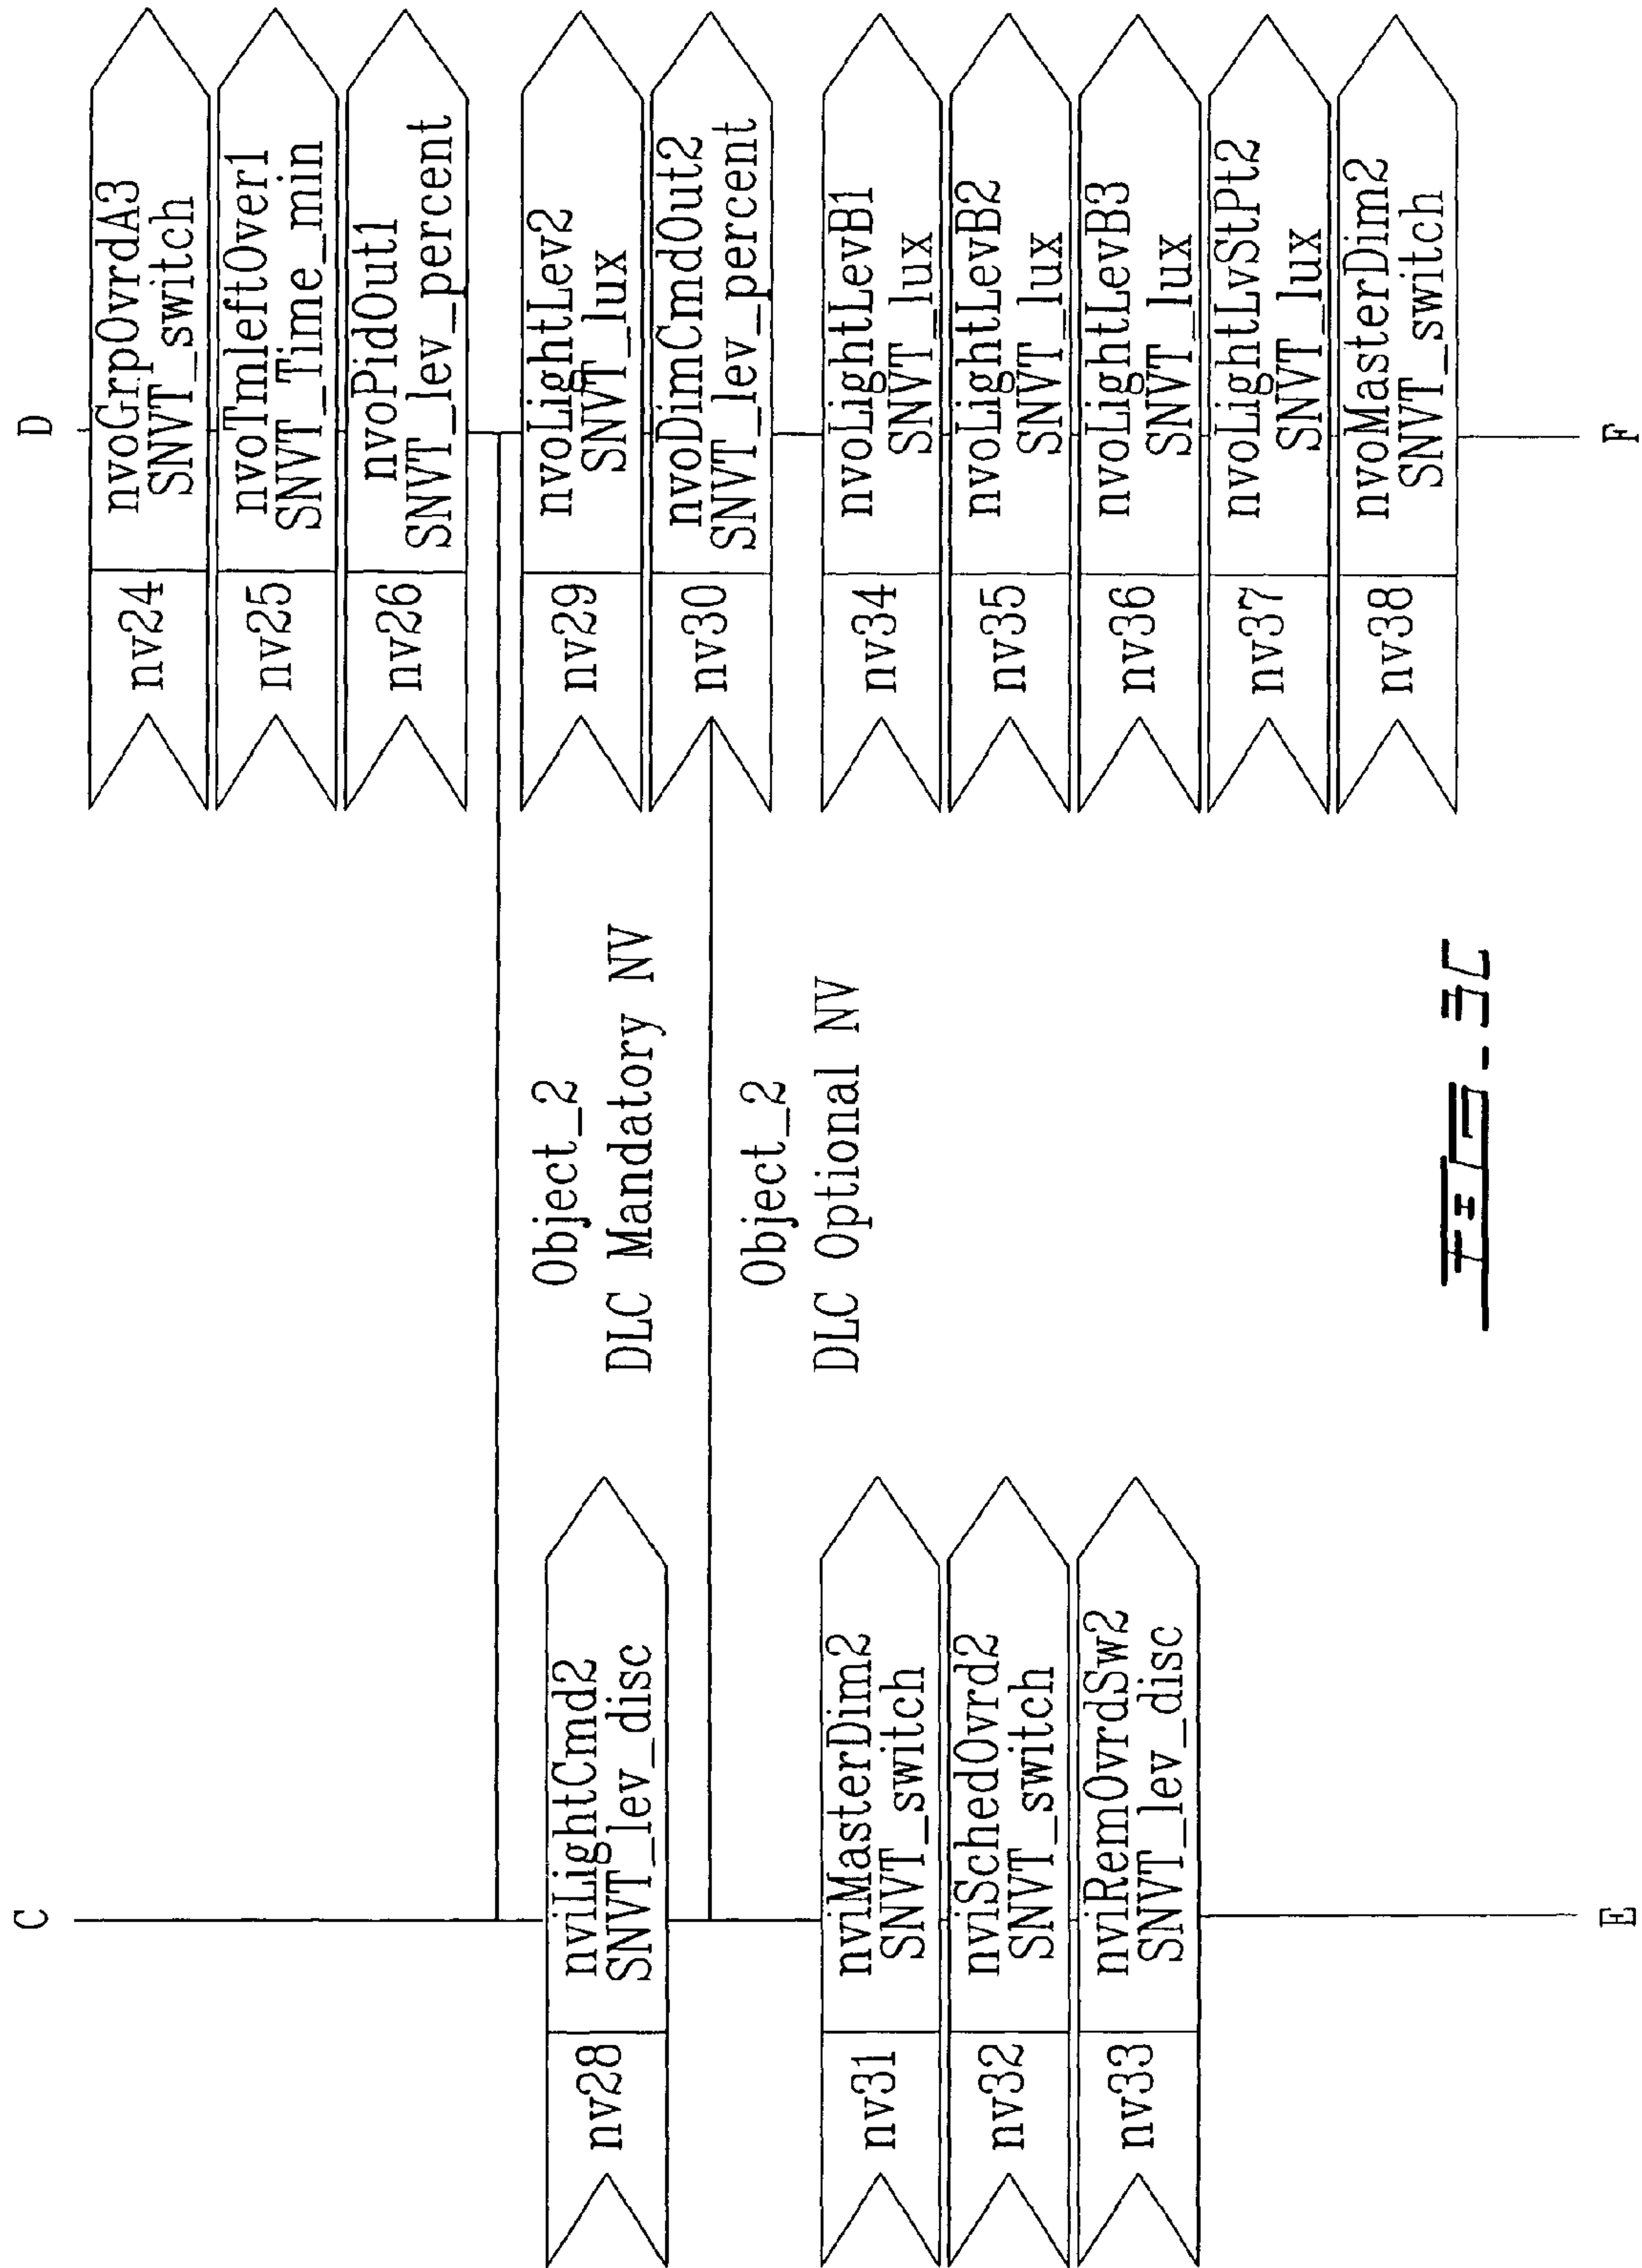 C
D
nv24
nvoGrpOvrdA3
SNVT_switch
nv25
nvoTmleftOver1
SNVT_Time_min
nv26
nvoPidOut1
SNVT_lev_percent
Object_2
DLC Mandatory NV
nv28
nviLightCmd2
SNVT_lev_disc
nv29
nvoLightLev2
SNVT_lux
nv30
nvoDimCmdOut2
SNVT_lev_percent
Object_2
DLC Optional NV
nv31
nviMasterDim2
SNVT_switch
nv32
nviSchedOvrd2
SNVT_switch
nv33
nviRemOvrdSw2
SNVT_lev_disc
nv34
nvoLightLevB1
SNVT_lux
nv35
nvoLightLevB2
SNVT_lux
nv36
nvoLightLevB3
SNVT_lux
nv37
nvoLightLvStPt2
SNVT_lux
nv38
nvoMasterDim2
SNVT_switch
E
F
FIG-3C